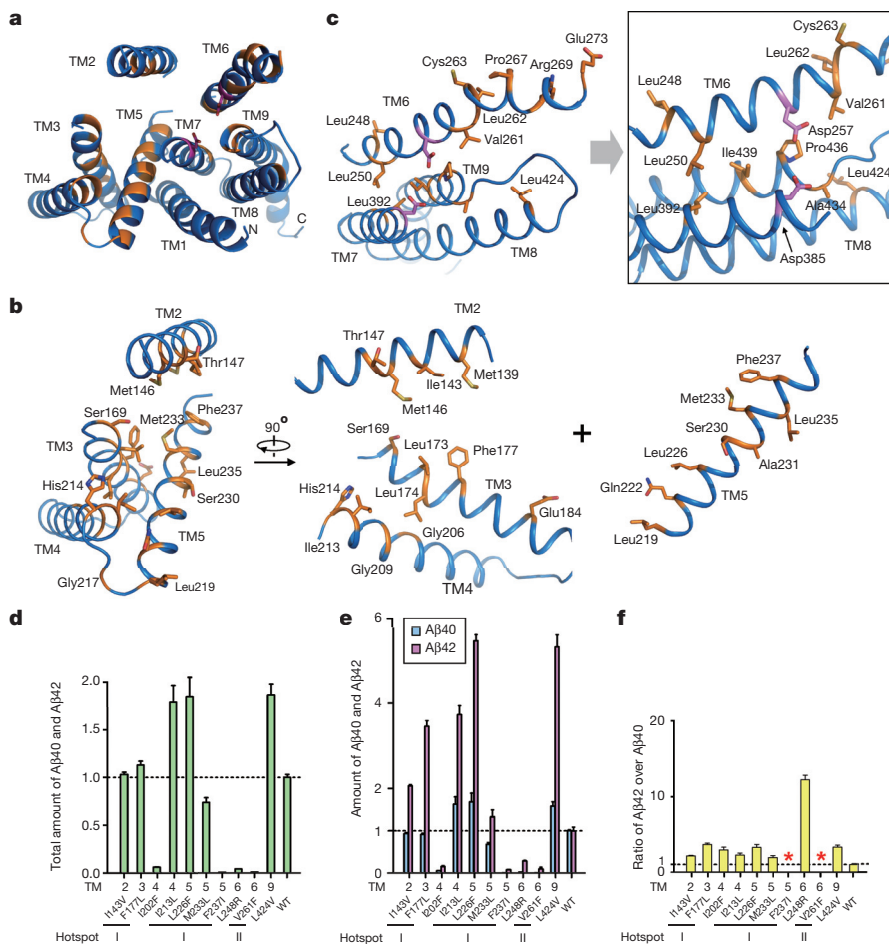 a
TM2
TM6
TM3
TM5
TM7
TM9
TM4
TM8
TM1
N
C
c
Glu273
Pro267
Cys263
Arg269
TM6
Leu248
Leu262
Val261
Leu250
TM9
Leu424
Leu392
TM7
TM8
Cys263
Leu262
Leu248
TM6
Val261
Asp257
Pro436
Leu250
Ile439
Leu424
Leu392
Ala434
TM8
Asp385
b
TM2
Thr147
Met146
Ser169
Met233
Phe237
TM3
His214
Leu235
Ser230
TM4
TM5
Gly217
Leu219
90°
TM2
Thr147
Ile143
Met139
Met146
Ser169
Leu173
Phe177
His214
Leu174
TM3
Glu184
Gly206
Ile213
Gly209
TM4
+
Phe237
Met233
Ser230
Leu235
Leu226
Ala231
Gln222
TM5
Leu219
d
Total amount of Aβ40 and Aβ42
2.0
1.5
1.0
0.5
0.0
TM 2 3 4 4 5 5 5 6 6 9
I143V F177L I202F I213L L226F M233L F237I L248R V261F L424V WT
Hotspot I I II
e
Aβ40
Aβ42
Amount of Aβ40 and Aβ42
6
4
2
1
0
TM 2 3 4 4 5 5 5 6 6 9
I143V F177L I202F I213L L226F M233L F237I L248R V261F L424V WT
Hotspot I I II
f
Ratio of Aβ42 over Aβ40
20
10
1
0
* *
TM 2 3 4 4 5 5 5 6 6 9
I143V F177L I202F I213L L226F M233L F237I L248R V261F L424V WT
Hotspot I I II